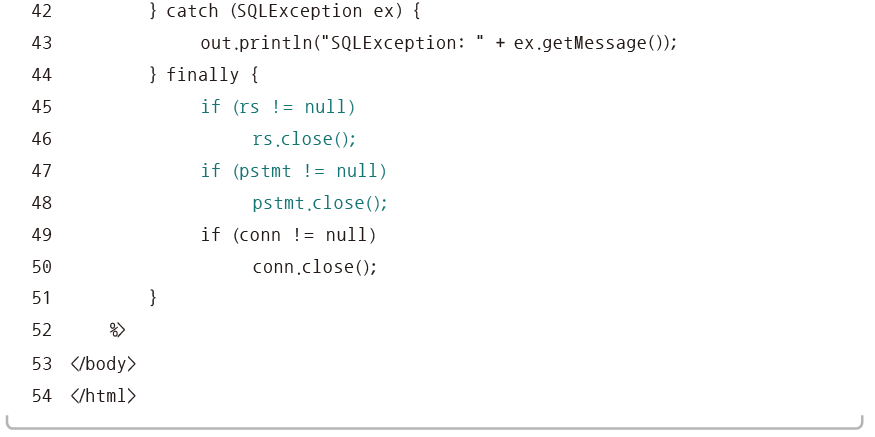 42 } catch (SQLException ex) {
43 out.println("SQLException: " + ex.getMessage());
44 } finally {
45 if (rs != null)
46 rs.close();
47 if (pstmt != null)
48 pstmt.close();
49 if (conn != null)
50 conn.close();
51 }
52 %>
53 </body>
54 </html>